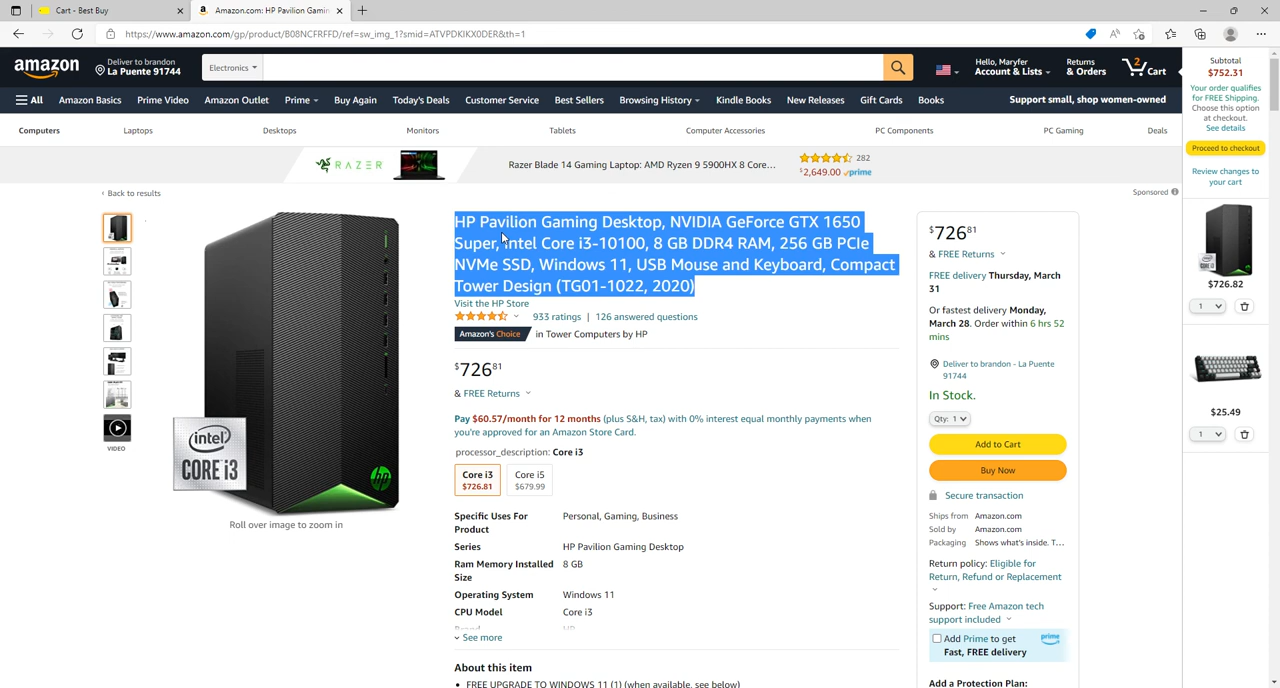 Cart - Best Buy
Amazon.com: HP Pavilion Gamin
https://www.amazon.com/gp/product/B08NCFRFFD/ref=sw_img_1?smid=ATVPDKIKX0DER&th=1
amazon
Deliver to brandon
La Puente 91744
Electronics
Hello, Maryfer
Account & Lists
Returns
& Orders
2
Cart
All
Amazon Basics
Prime Video
Amazon Outlet
Prime
Buy Again
Today's Deals
Customer Service
Best Sellers
Browsing History
Kindle Books
New Releases
Gift Cards
Books
Support small, shop women-owned
Computers
Laptops
Desktops
Monitors
Tablets
Computer Accessories
PC Components
PC Gaming
Deals
RAZER
Razer Blade 14 Gaming Laptop: AMD Ryzen 9 5900HX 8 Core...
282
$2,649.00 prime
‹ Back to results
Sponsored
intel
CORE i3
hp
Roll over image to zoom in
VIDEO
HP Pavilion Gaming Desktop, NVIDIA GeForce GTX 1650
Super, Intel Core i3-10100, 8 GB DDR4 RAM, 256 GB PCIe
NVMe SSD, Windows 11, USB Mouse and Keyboard, Compact
Tower Design (TG01-1022, 2020)
Visit the HP Store
933 ratings | 126 answered questions
Amazon's Choice in Tower Computers by HP
$726.81
& FREE Returns
Pay $60.57/month for 12 months (plus S&H, tax) with 0% interest equal monthly payments when
you're approved for an Amazon Store Card.
processor_description: Core i3
Core i3
$726.81
Core i5
$679.99
Specific Uses For Product Personal, Gaming, Business
Series HP Pavilion Gaming Desktop
Ram Memory Installed Size 8 GB
Operating System Windows 11
CPU Model Core i3
Brand HP
See more
About this item
• FREE UPGRADE TO WINDOWS 11 (1) (when available, see below)
$726.81
& FREE Returns
FREE delivery Thursday, March
31
Or fastest delivery Monday,
March 28. Order within 6 hrs 52
mins
Deliver to brandon - La Puente
91744
In Stock.
Qty: 1
Add to Cart
Buy Now
Secure transaction
Ships from Amazon.com
Sold by Amazon.com
Packaging Shows what's inside. T...
Return policy: Eligible for
Return, Refund or Replacement
Support: Free Amazon tech
support included
Add Prime to get
Fast, FREE delivery
prime
Add a Protection Plan:
Subtotal
$752.31
Your order qualifies
for FREE Shipping.
Choose this option
at checkout.
See details
Proceed to checkout
Review changes to
your cart
CORE i3
$726.82
1
$25.49
1